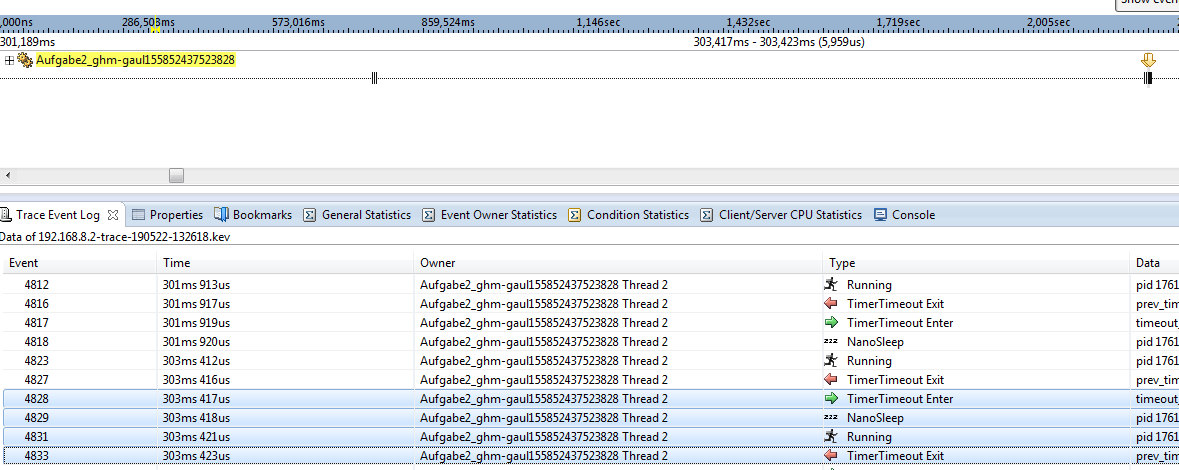 Show even
,000ns 286,508ms 573,016ms 859,524ms 1,146sec 1,432sec 1,719sec 2,005sec 2
301,189ms 303,417ms - 303,423ms (5,959us)
Aufgabe2_ghm-gaul155852437523828
Trace Event Log Properties Bookmarks General Statistics Event Owner Statistics Condition Statistics Client/Server CPU Statistics Console
Data of 192.168.8.2-trace-190522-132618.kev
Event Time Owner Type Data
4812 301ms 913us Aufgabe2_ghm-gaul155852437523828 Thread 2 Running pid 1761
4816 301ms 917us Aufgabe2_ghm-gaul155852437523828 Thread 2 TimerTimeout Exit prev_tim
4817 301ms 919us Aufgabe2_ghm-gaul155852437523828 Thread 2 TimerTimeout Enter timeout_
4818 301ms 920us Aufgabe2_ghm-gaul155852437523828 Thread 2 zzz NanoSleep pid 1761
4823 303ms 412us Aufgabe2_ghm-gaul155852437523828 Thread 2 Running pid 1761
4827 303ms 416us Aufgabe2_ghm-gaul155852437523828 Thread 2 TimerTimeout Exit prev_tim
4828 303ms 417us Aufgabe2_ghm-gaul155852437523828 Thread 2 TimerTimeout Enter timeout_
4829 303ms 418us Aufgabe2_ghm-gaul155852437523828 Thread 2 zzz NanoSleep pid 1761
4831 303ms 421us Aufgabe2_ghm-gaul155852437523828 Thread 2 Running pid 1761
4833 303ms 423us Aufgabe2_ghm-gaul155852437523828 Thread 2 TimerTimeout Exit prev_tim